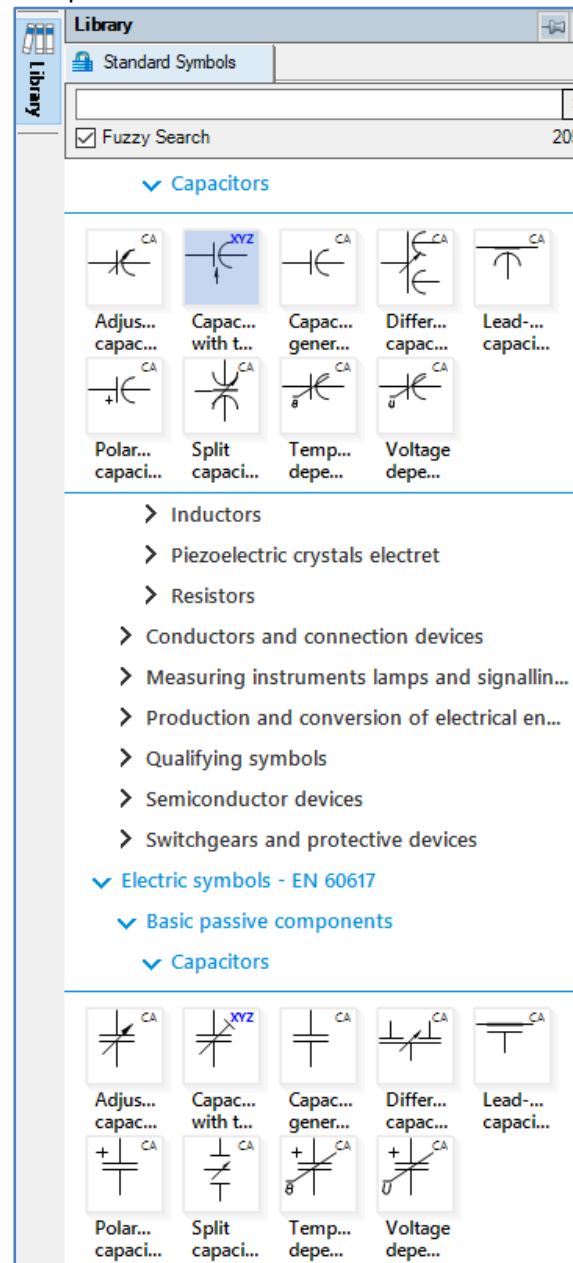 Library
Library
Standard Symbols
Fuzzy Search
Capacitors
CA XYZ CA CA CA
Adjus... Capac... Capac... Differ... Lead-...
capac... with t... gener... capac... capaci...
CA CA CA CA
+ θ U
Polar... Split Temp... Voltage
capaci... capaci... depe... depe...
Inductors
Piezoelectric crystals electret
Resistors
Conductors and connection devices
Measuring instruments lamps and signallin...
Production and conversion of electrical en...
Qualifying symbols
Semiconductor devices
Switchgears and protective devices
Electric symbols - EN 60617
Basic passive components
Capacitors
CA XYZ CA CA CA
Adjus... Capac... Capac... Differ... Lead-...
capac... with t... gener... capac... capaci...
+ CA CA + CA + CA
θ U
Polar... Split Temp... Voltage
capaci... capaci... depe... depe...